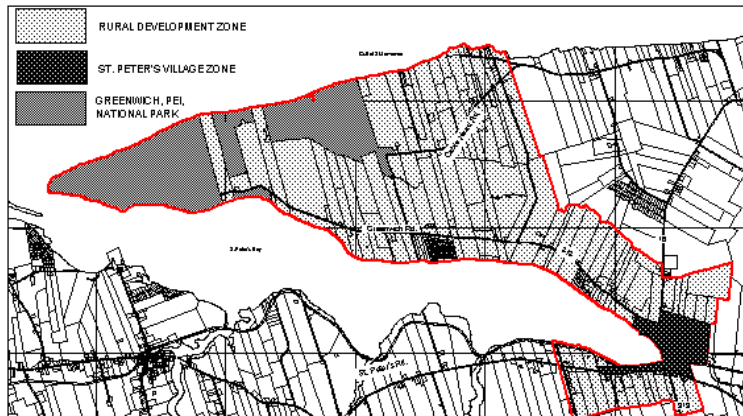 RURAL DEVELOPMENT ZONE
ST. PETER'S VILLAGE ZONE
GREENWICH, PEI,
NATIONAL PARK
Greenwich Rd.
St. Peter's Bay
St. Peter's Rd.